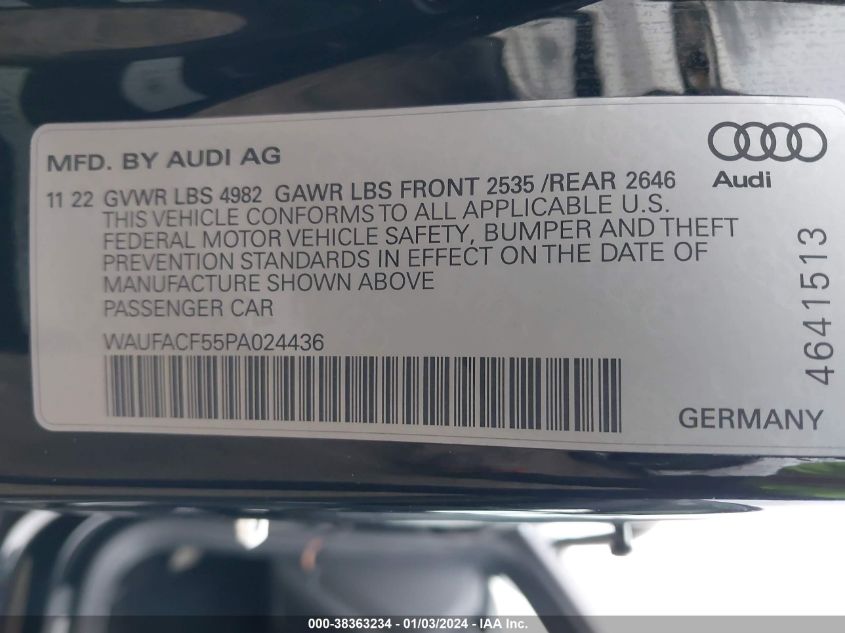 MFD. BY AUDI AG
Audi
11 22 GVWR LBS 4982 GAWR LBS FRONT 2535 /REAR 2646
THIS VEHICLE CONFORMS TO ALL APPLICABLE U.S.
FEDERAL MOTOR VEHICLE SAFETY, BUMPER AND THEFT
PREVENTION STANDARDS IN EFFECT ON THE DATE OF
MANUFACTURE SHOWN ABOVE
PASSENGER CAR
WAUFACF55PA024436
4641513
GERMANY
000-38363234 - 01/03/2024 - IAA Inc.